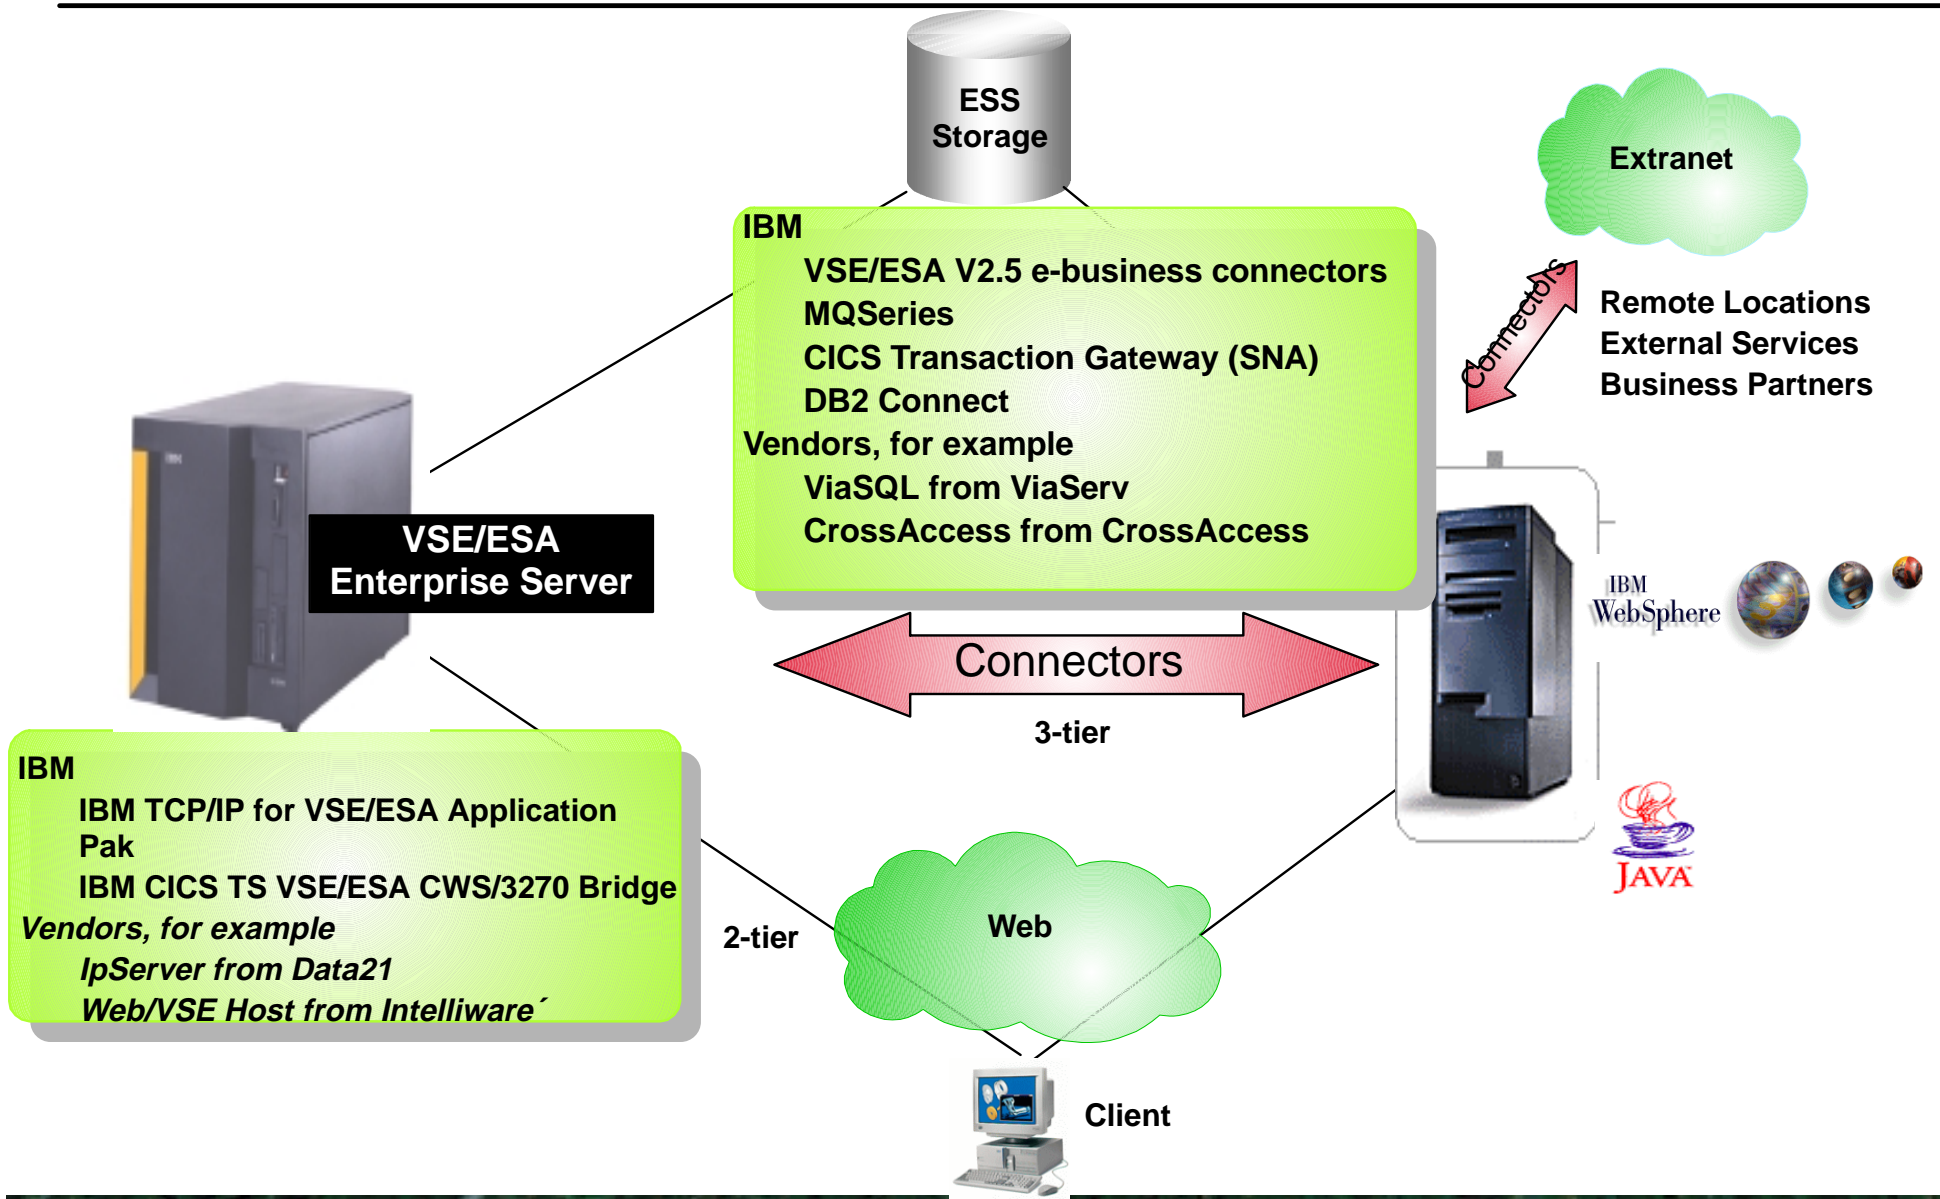 ESS
Storage
Extranet
IBM
VSE/ESA V2.5 e-business connectors
MQSeries
CICS Transaction Gateway (SNA)
DB2 Connect
Vendors, for example
ViaSQL from ViaServ
CrossAccess from CrossAccess
Connectors
Remote Locations
External Services
Business Partners
IBM
VSE/ESA
Enterprise Server
IBM
WebSphere
Connectors
3-tier
IBM
IBM TCP/IP for VSE/ESA Application
Pak
IBM CICS TS VSE/ESA CWS/3270 Bridge
Vendors, for example
IpServer from Data21
Web/VSE Host from Intelliware´
JAVA
2-tier
Web
Client